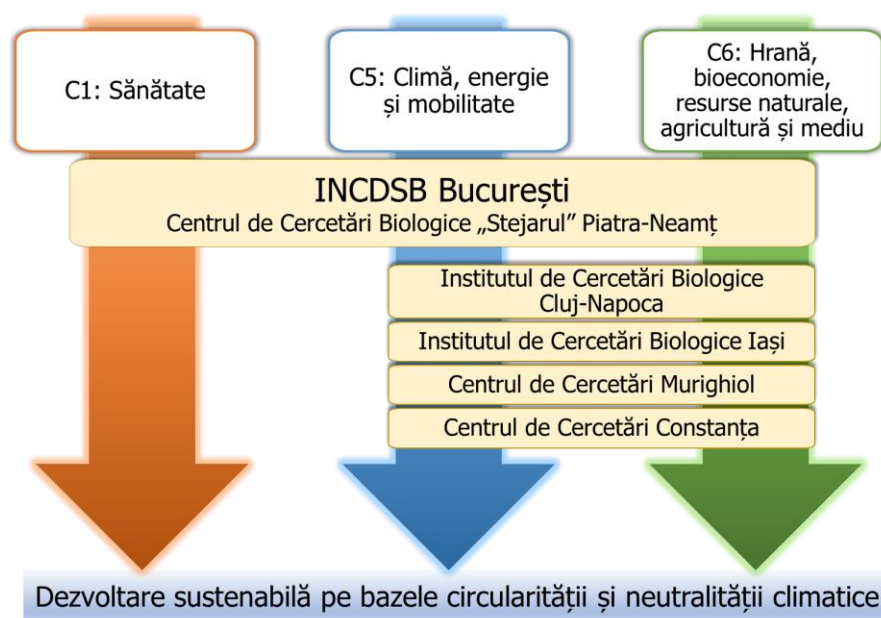 C1: Sănătate
C5: Climă, energie
și mobilitate
C6: Hrană,
bioeconomie,
resurse naturale,
agricultură și mediu
INCDSB București
Centrul de Cercetări Biologice „Stejarul” Piatra-Neamț
Institutul de Cercetări Biologice
Cluj-Napoca
Institutul de Cercetări Biologice Iași
Centrul de Cercetări Murighiol
Centrul de Cercetări Constanța
Dezvoltare sustenabilă pe bazele circularității și neutralității climatice